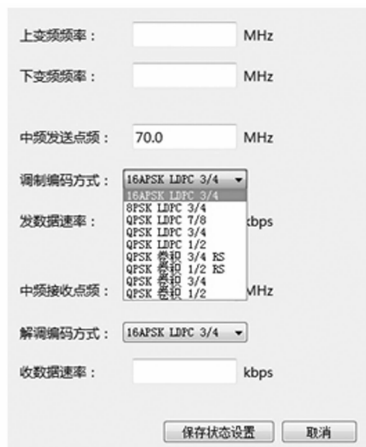 上变频频率： MHz
下变频频率： MHz
中频发送点频： 70.0 MHz
调制编码方式： 16APSK LDPC 3/4
16APSK LDPC 3/4
8PSK LDPC 3/4
QPSK LDPC 7/8
发数据速率： kbps
QPSK LDPC 3/4
QPSK LDPC 1/2
QPSK 卷积 3/4 RS
QPSK 卷积 1/2 RS
QPSK 卷积 3/4
中频接收点频： MHz
QPSK 卷积 1/2
解调编码方式： 16APSK LDPC 3/4
收数据速率： kbps
保存状态设置 取消